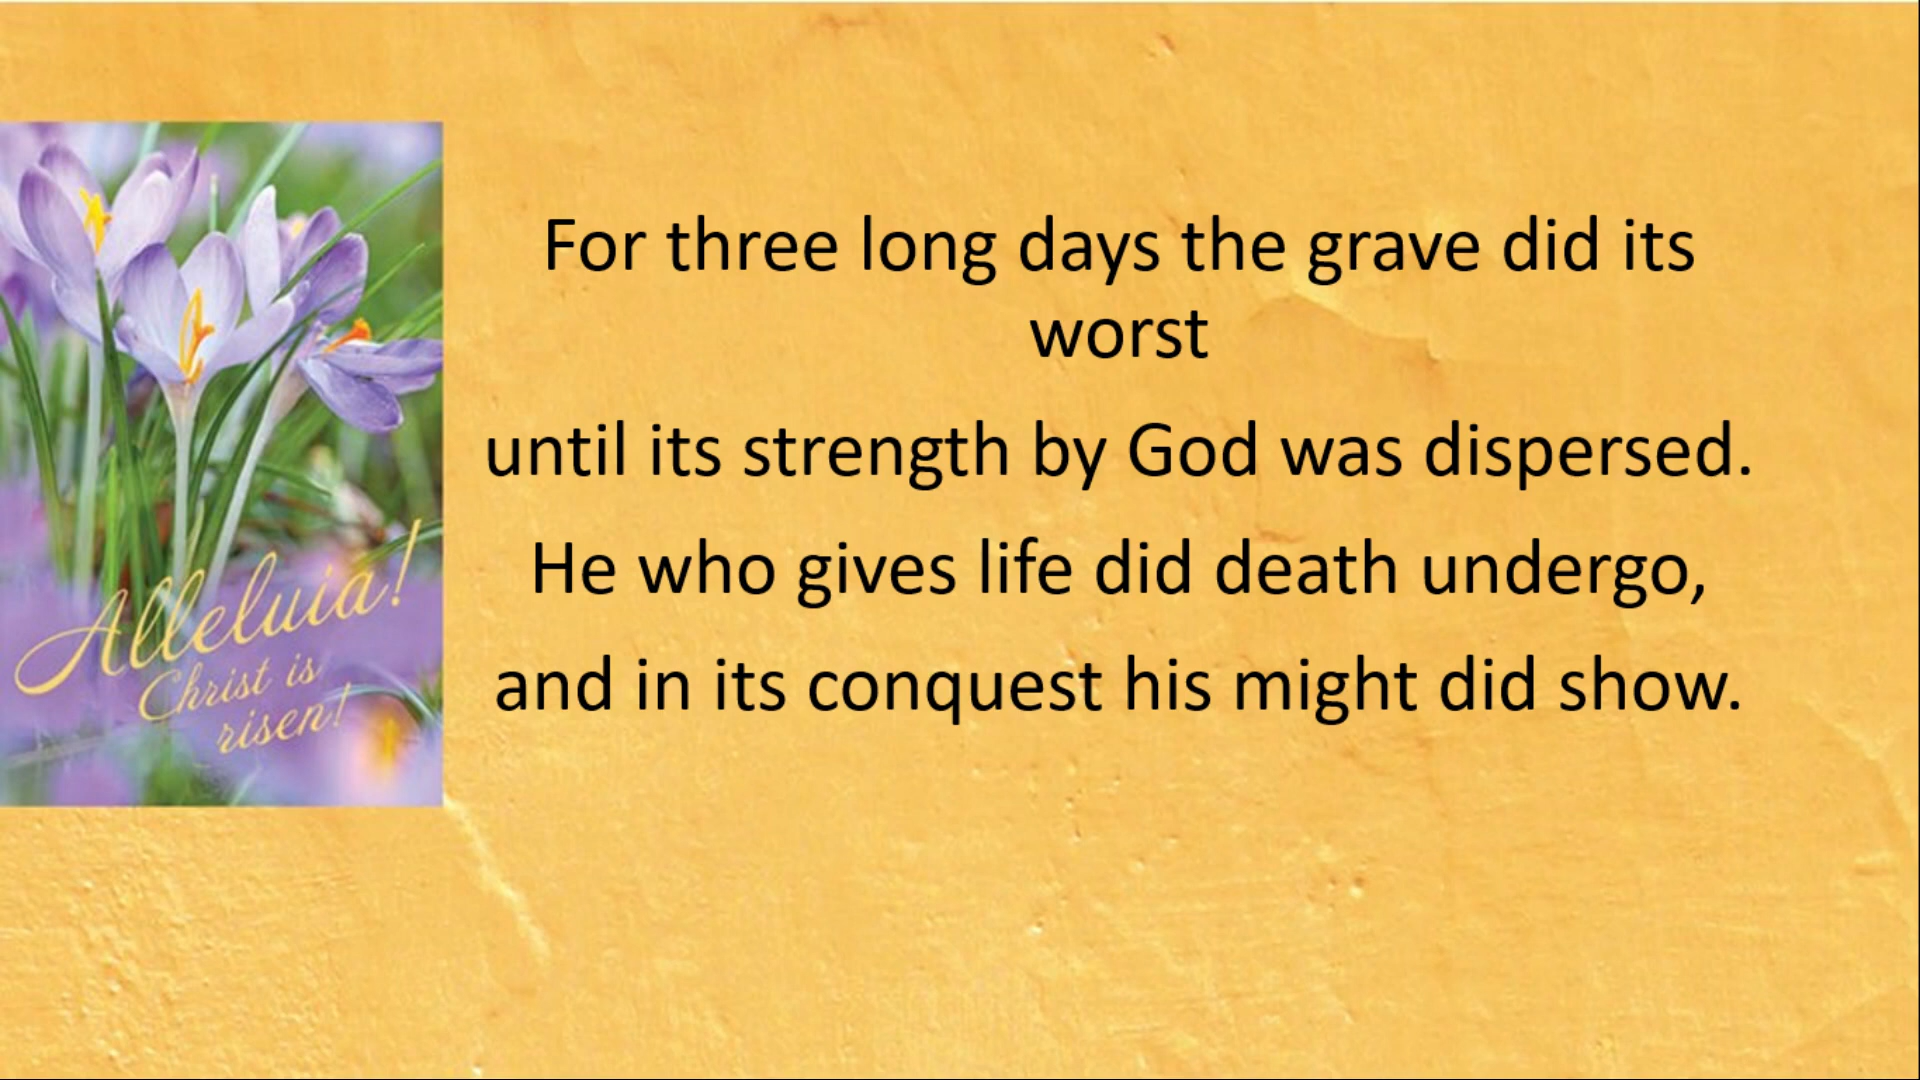 Alleluia!
Christ is
risen!
For three long days the grave did its
worst
until its strength by God was dispersed.
He who gives life did death undergo,
and in its conquest his might did show.